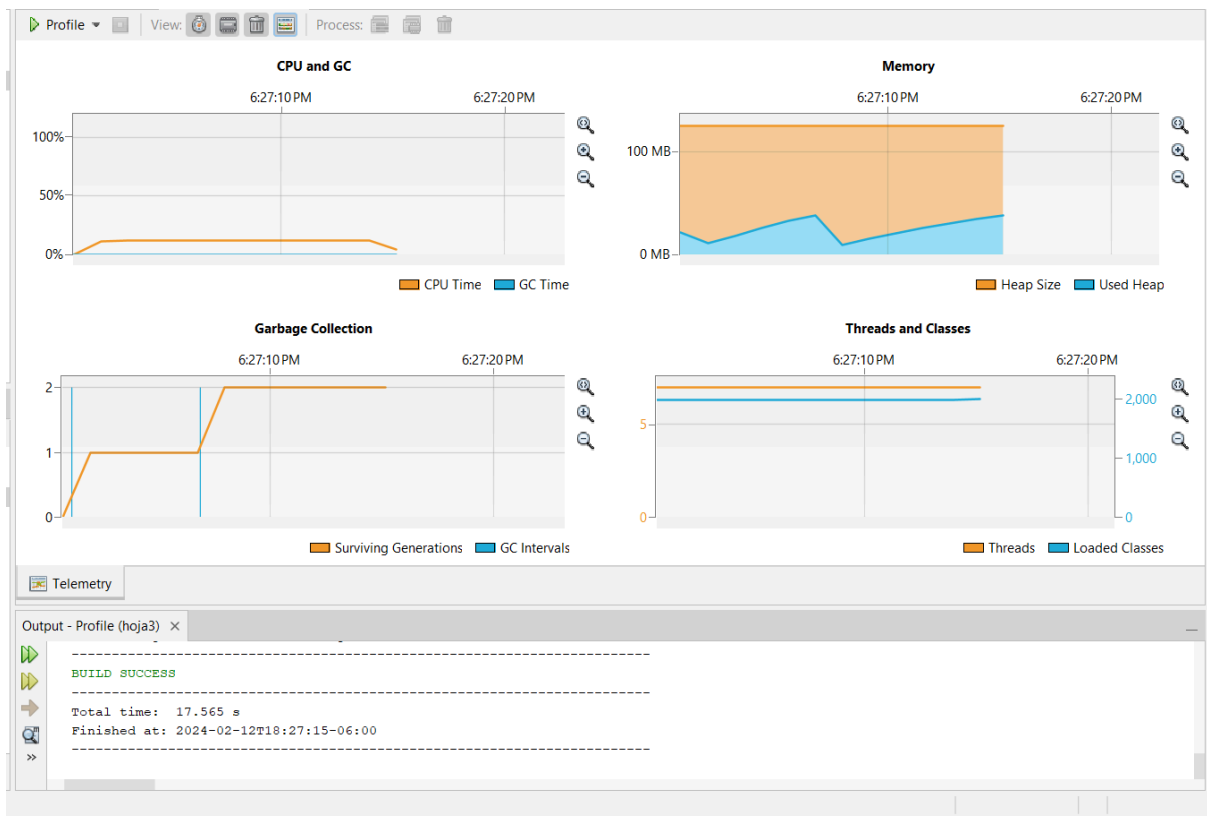 Profile View: Process:
CPU and GC
6:27:10 PM 6:27:20 PM
100%
50%
0%
CPU Time GC Time
Memory
6:27:10 PM 6:27:20 PM
100 MB
0 MB
Heap Size Used Heap
Garbage Collection
6:27:10 PM 6:27:20 PM
2
1
0
Surviving Generations GC Intervals
Threads and Classes
6:27:10 PM 6:27:20 PM
5
0
2,000
1,000
0
Threads Loaded Classes
Telemetry
Output - Profile (hoja3)
------------------------------------------------------------------------
BUILD SUCCESS
------------------------------------------------------------------------
Total time:  17.565 s
Finished at: 2024-02-12T18:27:15-06:00
------------------------------------------------------------------------